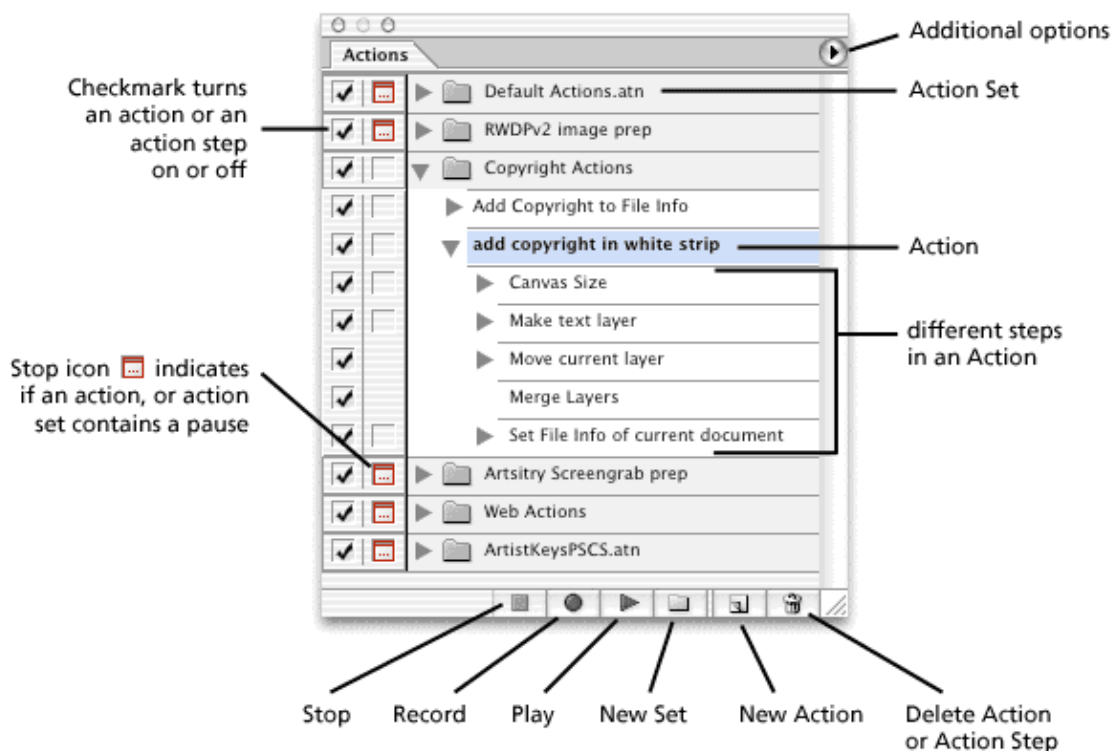 Additional options
Actions
Checkmark turns
an action or an
action step
on or off
Default Actions.atn
Action Set
RWDPv2 image prep
Copyright Actions
Add Copyright to File Info
add copyright in white strip
Action
Canvas Size
Make text layer
different steps
in an Action
Move current layer
Stop icon indicates
if an action, or action
set contains a pause
Merge Layers
Set File Info of current document
Artsitry Screengrab prep
Web Actions
ArtistKeysPSCS.atn
Stop
Record
Play
New Set
New Action
Delete Action
or Action Step